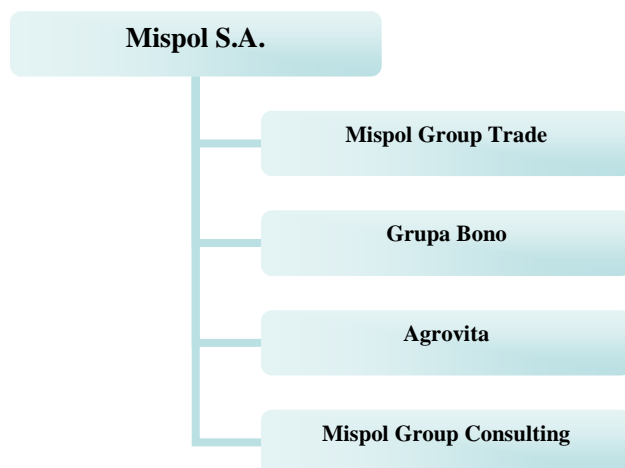 Mispol S.A.
Mispol Group Trade
Grupa Bono
Agrovita
Mispol Group Consulting